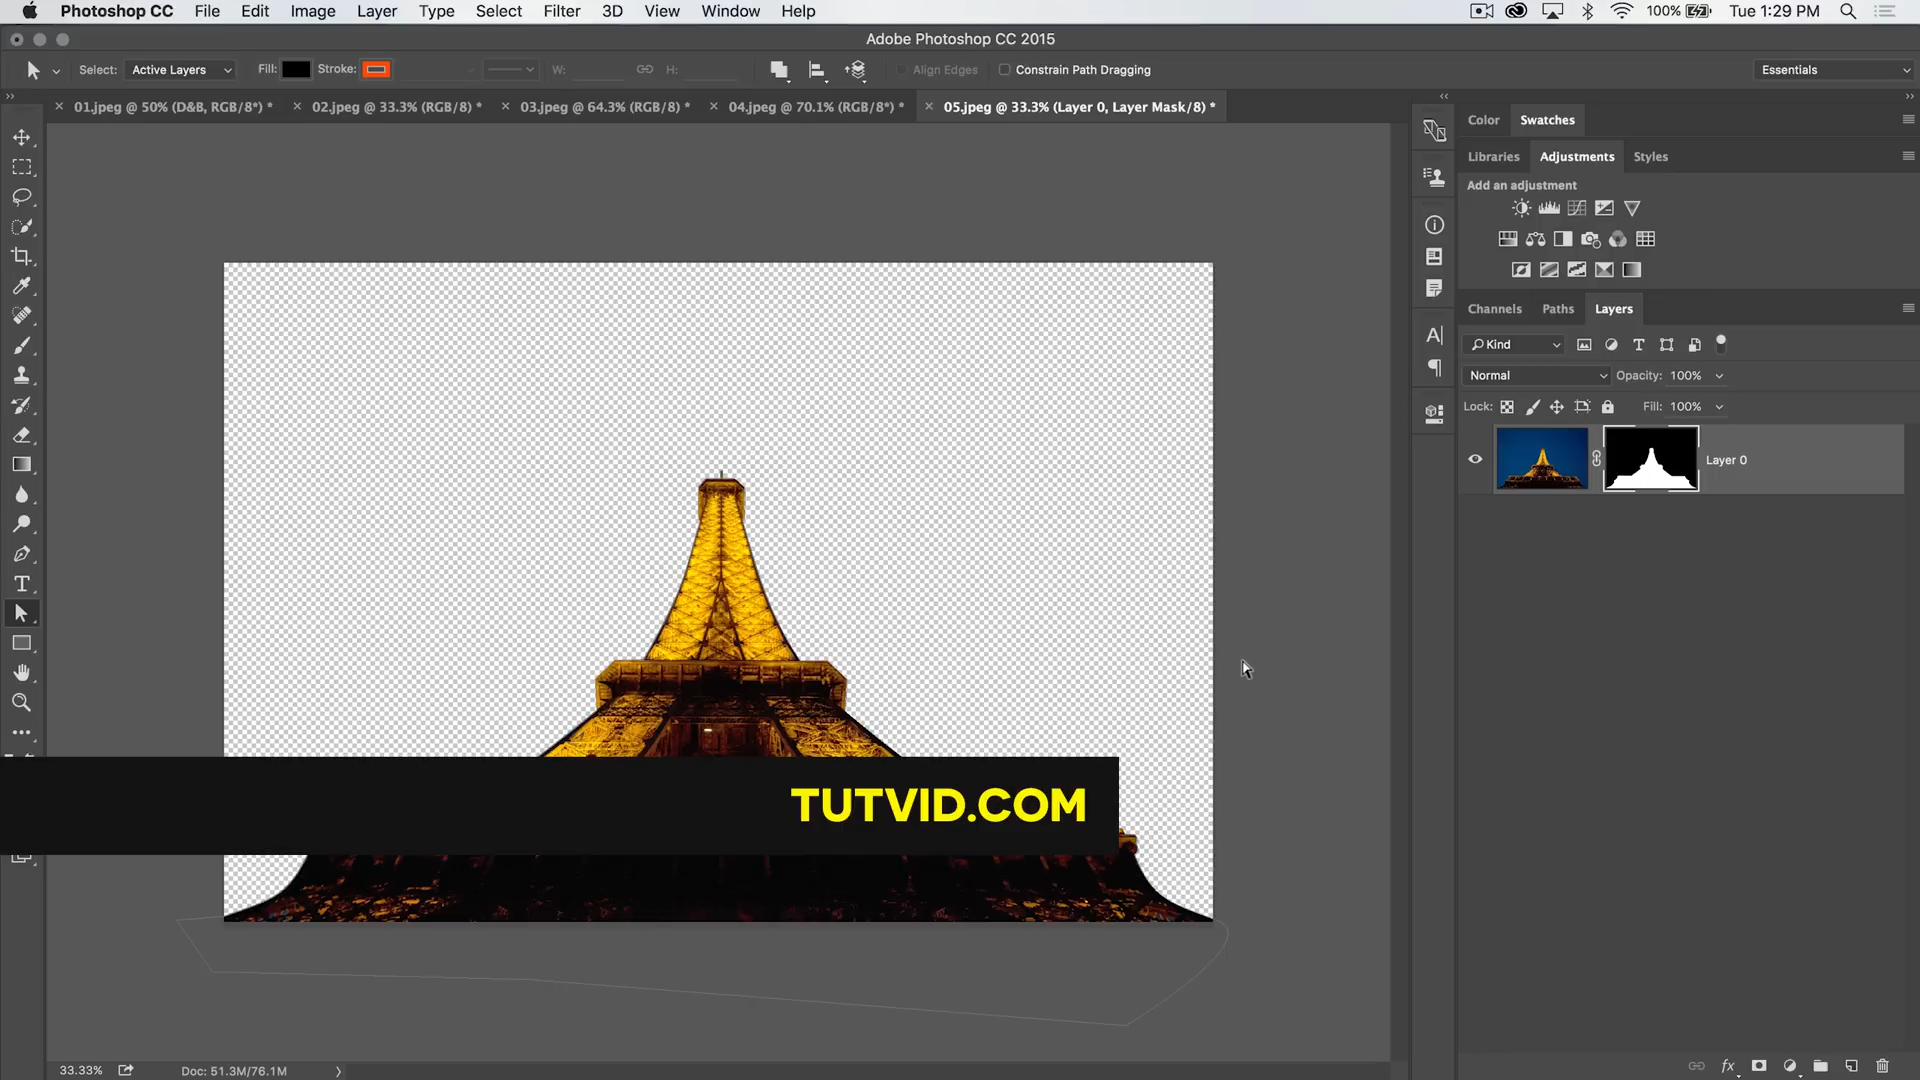 Photoshop CC File Edit Image Layer Type Select Filter 3D View Window Help 100% Tue 1:29 PM
Adobe Photoshop CC 2015
Select: Active Layers Fill: Stroke: W: H: Align Edges Constrain Path Dragging Essentials
01.jpeg @ 50% (D&B, RGB/8*) * 02.jpeg @ 33.3% (RGB/8) * 03.jpeg @ 64.3% (RGB/8) * 04.jpeg @ 70.1% (RGB/8*) * 05.jpeg @ 33.3% (Layer 0, Layer Mask/8) *
Color Swatches
Libraries Adjustments Styles
Add an adjustment
Channels Paths Layers
Kind
Normal Opacity: 100%
Lock: Fill: 100%
Layer 0
TUTVID.COM
33.33% Doc: 51.3M/76.1M